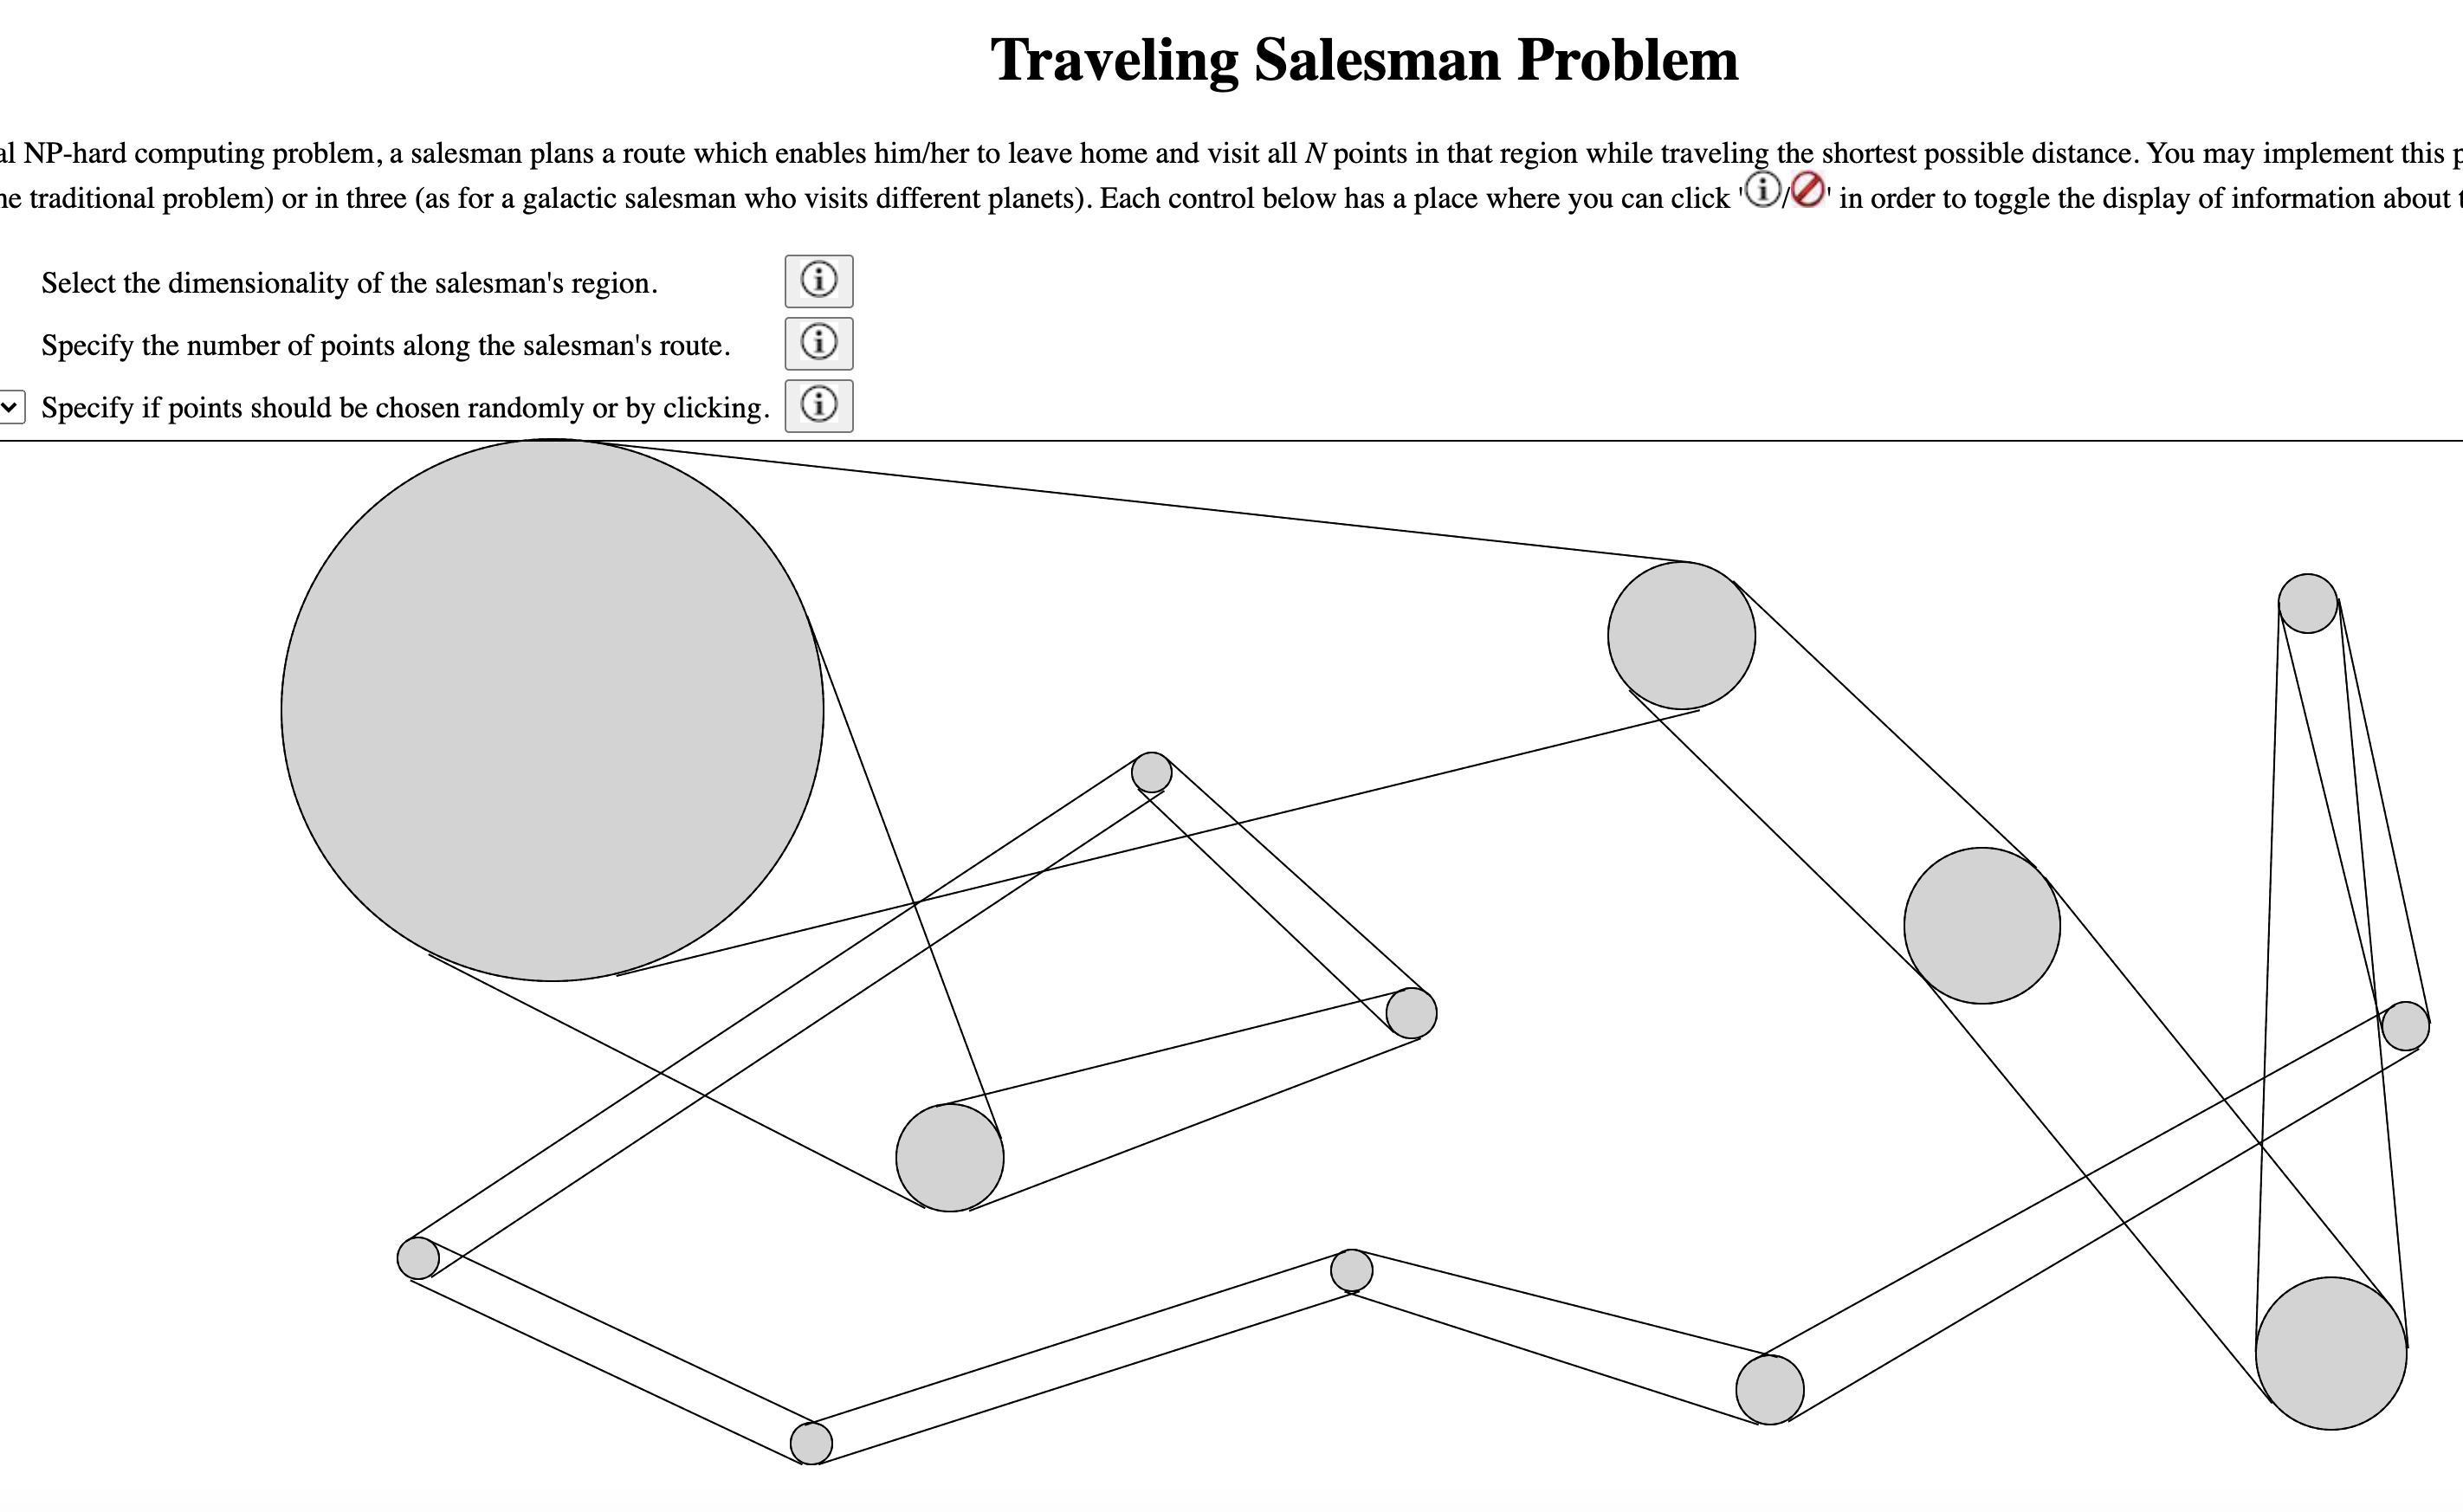 Traveling Salesman Problem
al NP-hard computing problem, a salesman plans a route which enables him/her to leave home and visit all N points in that region while traveling the shortest possible distance. You may implement this p
he traditional problem) or in three (as for a galactic salesman who visits different planets). Each control below has a place where you can click 'ⓘ/🚫' in order to toggle the display of information about t
Select the dimensionality of the salesman's region. ⓘ
Specify the number of points along the salesman's route. ⓘ
Specify if points should be chosen randomly or by clicking. ⓘ